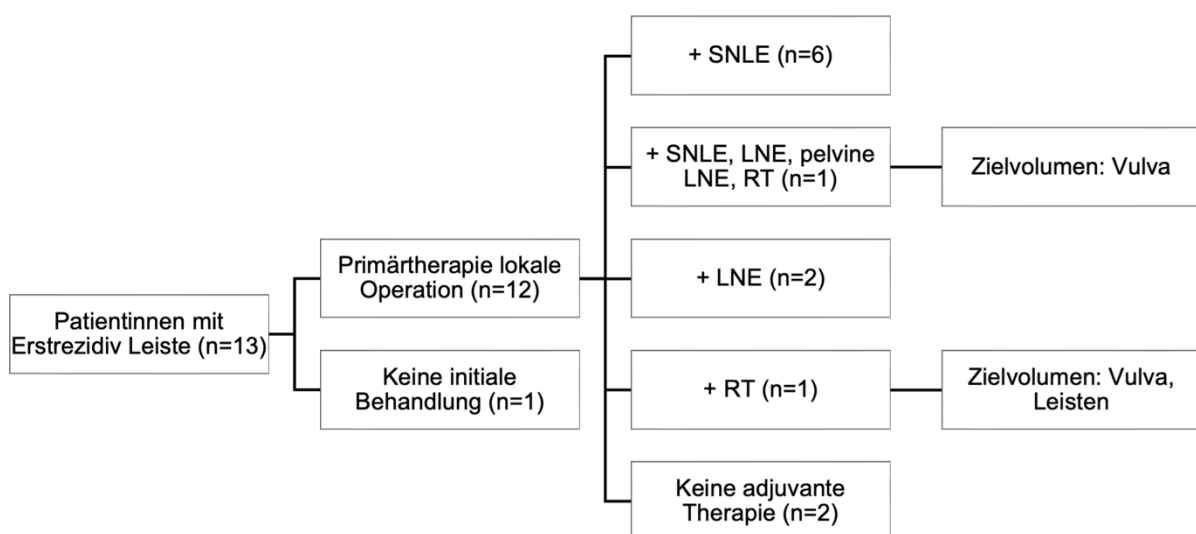 Patientinnen mit
Erstrezidiv Leiste (n=13)
Primärtherapie lokale
Operation (n=12)
Keine initiale
Behandlung (n=1)
+ SNLE (n=6)
+ SNLE, LNE, pelvine
LNE, RT (n=1)
Zielvolumen: Vulva
+ LNE (n=2)
+ RT (n=1)
Zielvolumen: Vulva,
Leisten
Keine adjuvante
Therapie (n=2)